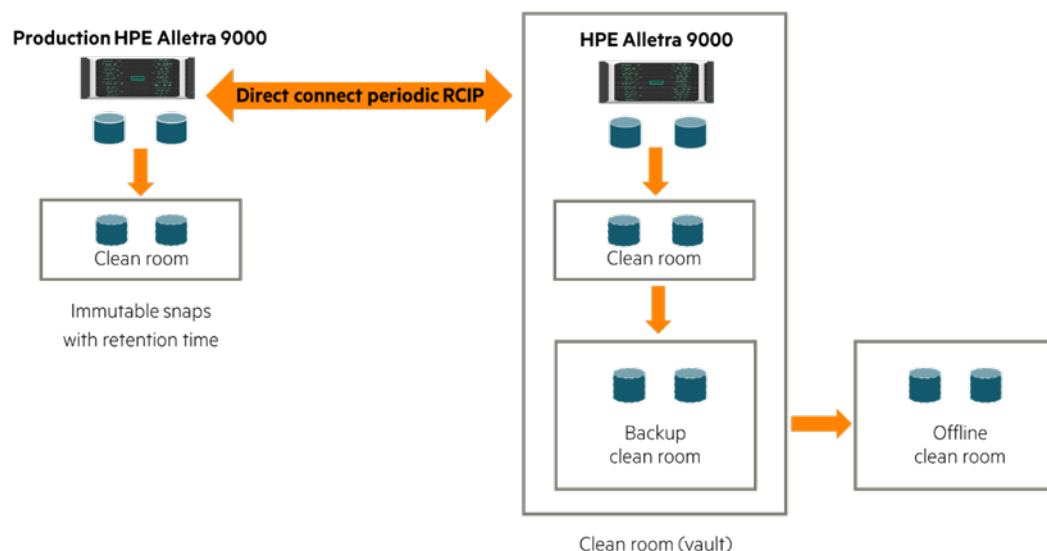 Production HPE Alletra 9000
HPE Alletra 9000
Direct connect periodic RCIP
Clean room
Immutable snaps
with retention time
Clean room
Backup
clean room
Offline
clean room
Clean room (vault)